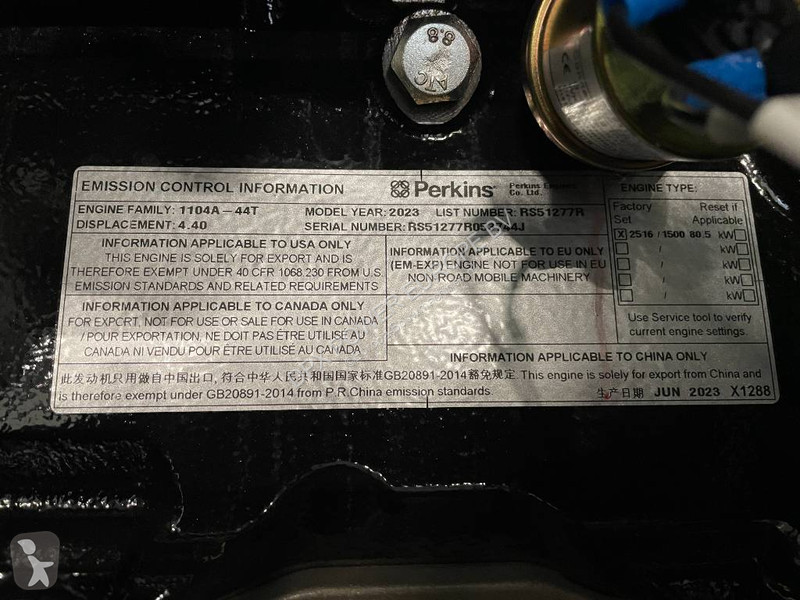 8.8
ATC
EMISSION CONTROL INFORMATION Perkins Perkins Co. Ltd.
ENGINE TYPE:
ENGINE FAMILY: 1104A – 44T MODEL YEAR: 2023 LIST NUMBER: RS51277R
DISPLACEMENT: 4.40 SERIAL NUMBER:
Factory Set Reset if Applicable
X 2516 / 1500 80.5 kW
kW
kW
kW
kW
Use Service tool to verify
current engine settings.
INFORMATION APPLICABLE TO USA ONLY
THIS ENGINE IS SOLELY FOR EXPORT AND IS
THEREFORE EXEMPT UNDER 40 CFR 1068.230 FROM U.S.
EMISSION STANDARDS AND RELATED REQUIREMENTS
INFORMATION APPLICABLE TO EU ONLY
(EM-EXP) ENGINE NOT FOR USE IN EU
NON-ROAD MOBILE MACHINERY
INFORMATION APPLICABLE TO CANADA ONLY
FOR EXPORT, NOT FOR USE OR SALE FOR USE IN CANADA
/ POUR EXPORTATION, NE DOIT PAS ÊTRE UTILISÉ AU
CANADA NI VENDU POUR ÊTRE UTILISÉ AU CANADA
INFORMATION APPLICABLE TO CHINA ONLY
此发动机只用做自中国出口, 符合中华人民共和国国家标准GB20891-2014豁免规定. This engine is solely for export from China and
is therefore exempt under GB20891-2014 from P.R.China emission standards. 生产日期 JUN 2023 X1288